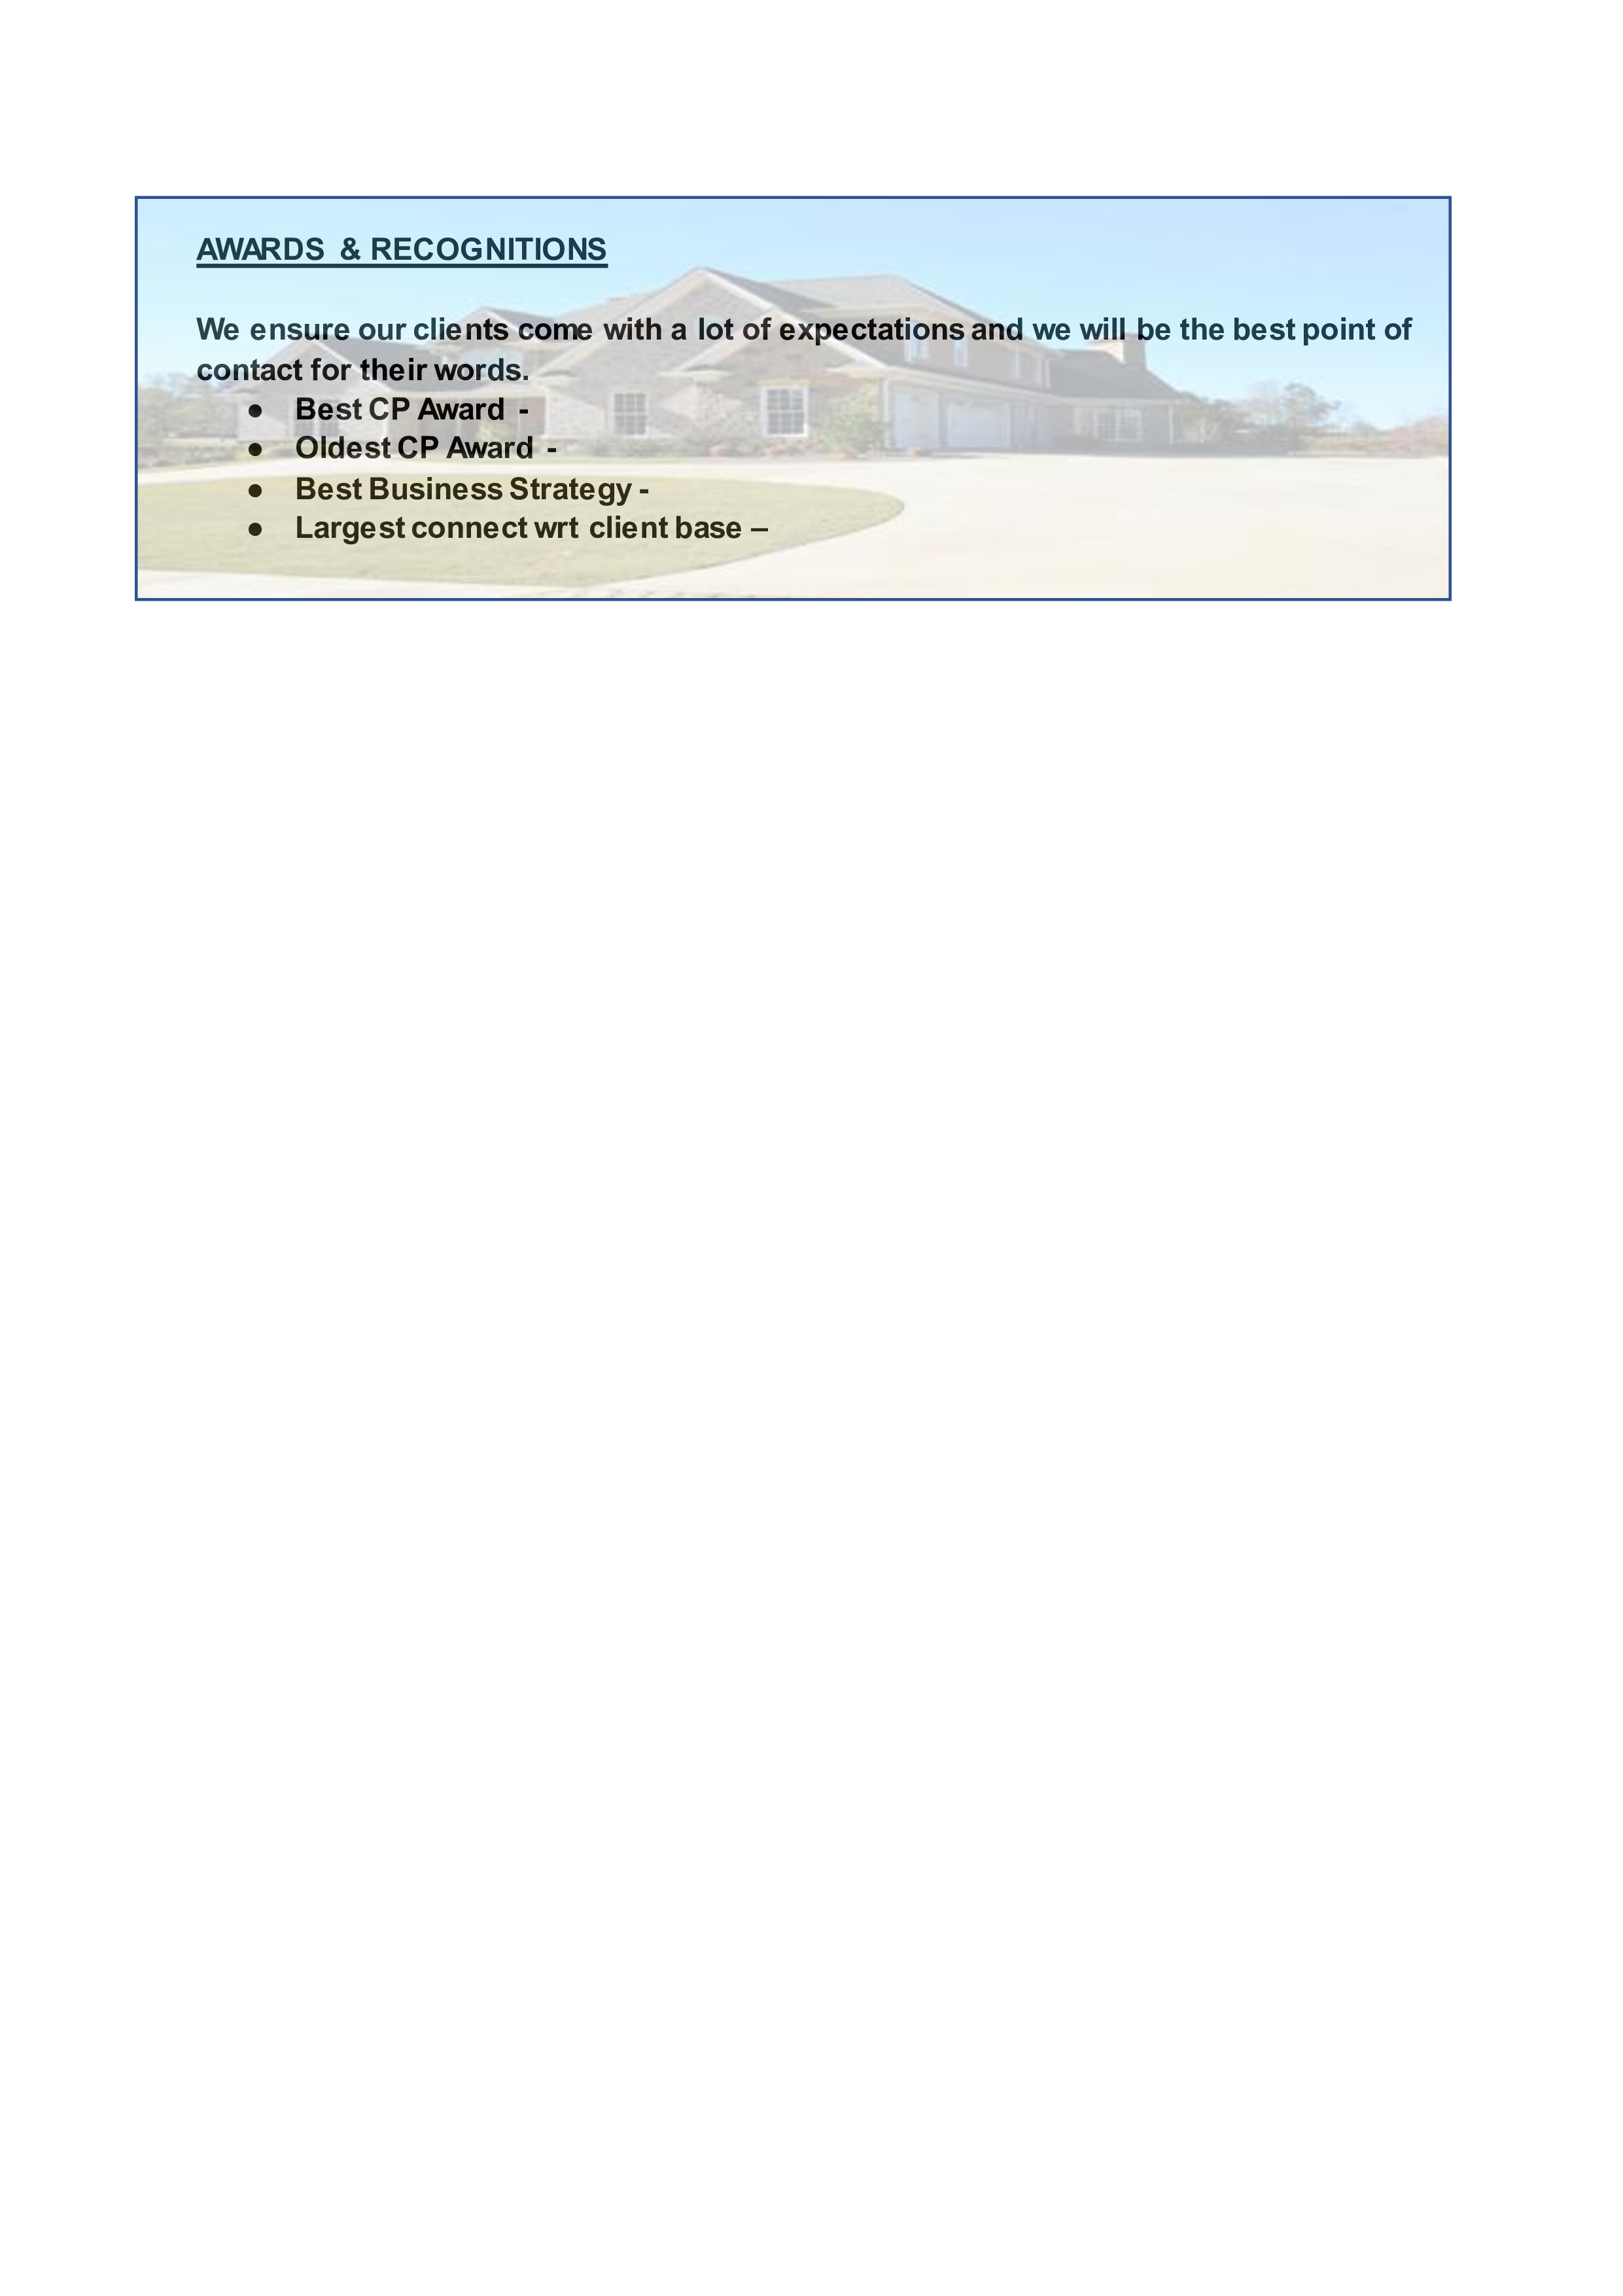 AWARDS & RECOGNITIONS
We ensure our clients come with a lot of expectations and we will be the best point of
contact for their words.
● Best CP Award -
● Oldest CP Award -
● Best Business Strategy -
● Largest connect wrt client base –